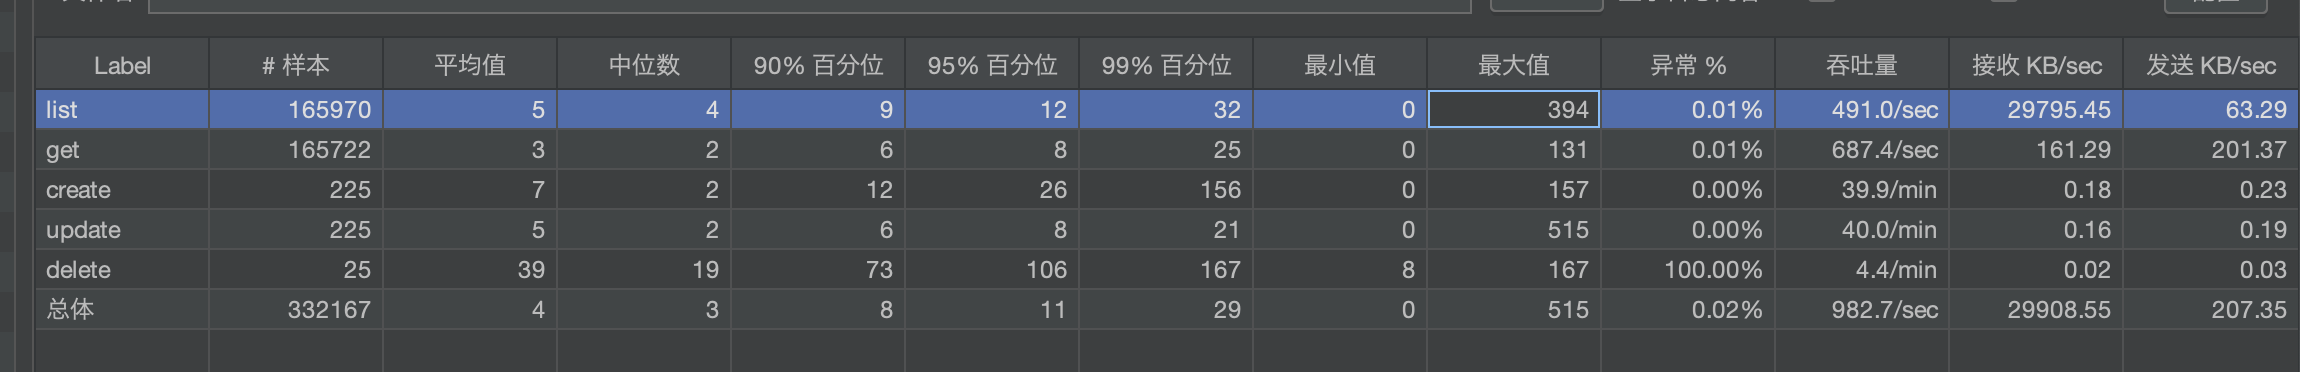 Label # 样本 平均值 中位数 90% 百分位 95% 百分位 99% 百分位 最小值 最大值 异常 % 吞吐量 接收 KB/sec 发送 KB/sec
list 165970 5 4 9 12 32 0 394 0.01% 491.0/sec 29795.45 63.29
get 165722 3 2 6 8 25 0 131 0.01% 687.4/sec 161.29 201.37
create 225 7 2 12 26 156 0 157 0.00% 39.9/min 0.18 0.23
update 225 5 2 6 8 21 0 515 0.00% 40.0/min 0.16 0.19
delete 25 39 19 73 106 167 8 167 100.00% 4.4/min 0.02 0.03
总体 332167 4 3 8 11 29 0 515 0.02% 982.7/sec 29908.55 207.35